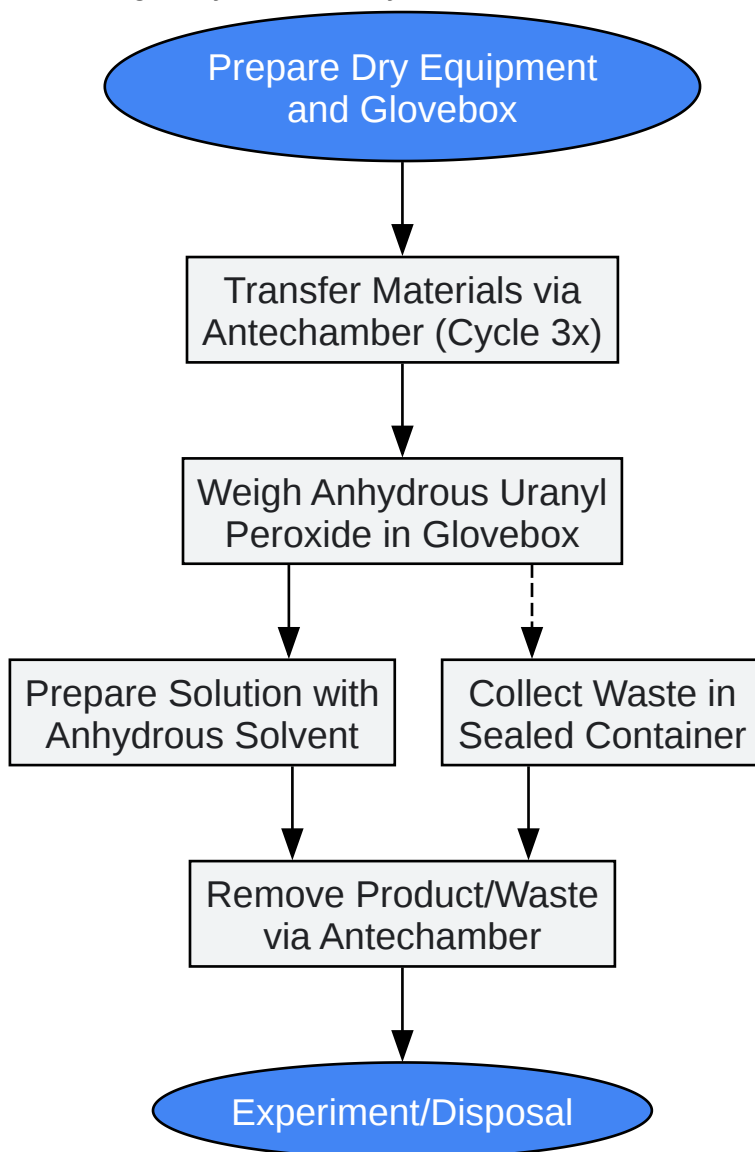 Prepare Dry Equipment
and Glovebox
Transfer Materials via
Antechamber (Cycle 3x)
Weigh Anhydrous Uranyl
Peroxide in Glovebox
Prepare Solution with
Anhydrous Solvent
Collect Waste in
Sealed Container
Remove Product/Waste
via Antechamber
Experiment/Disposal